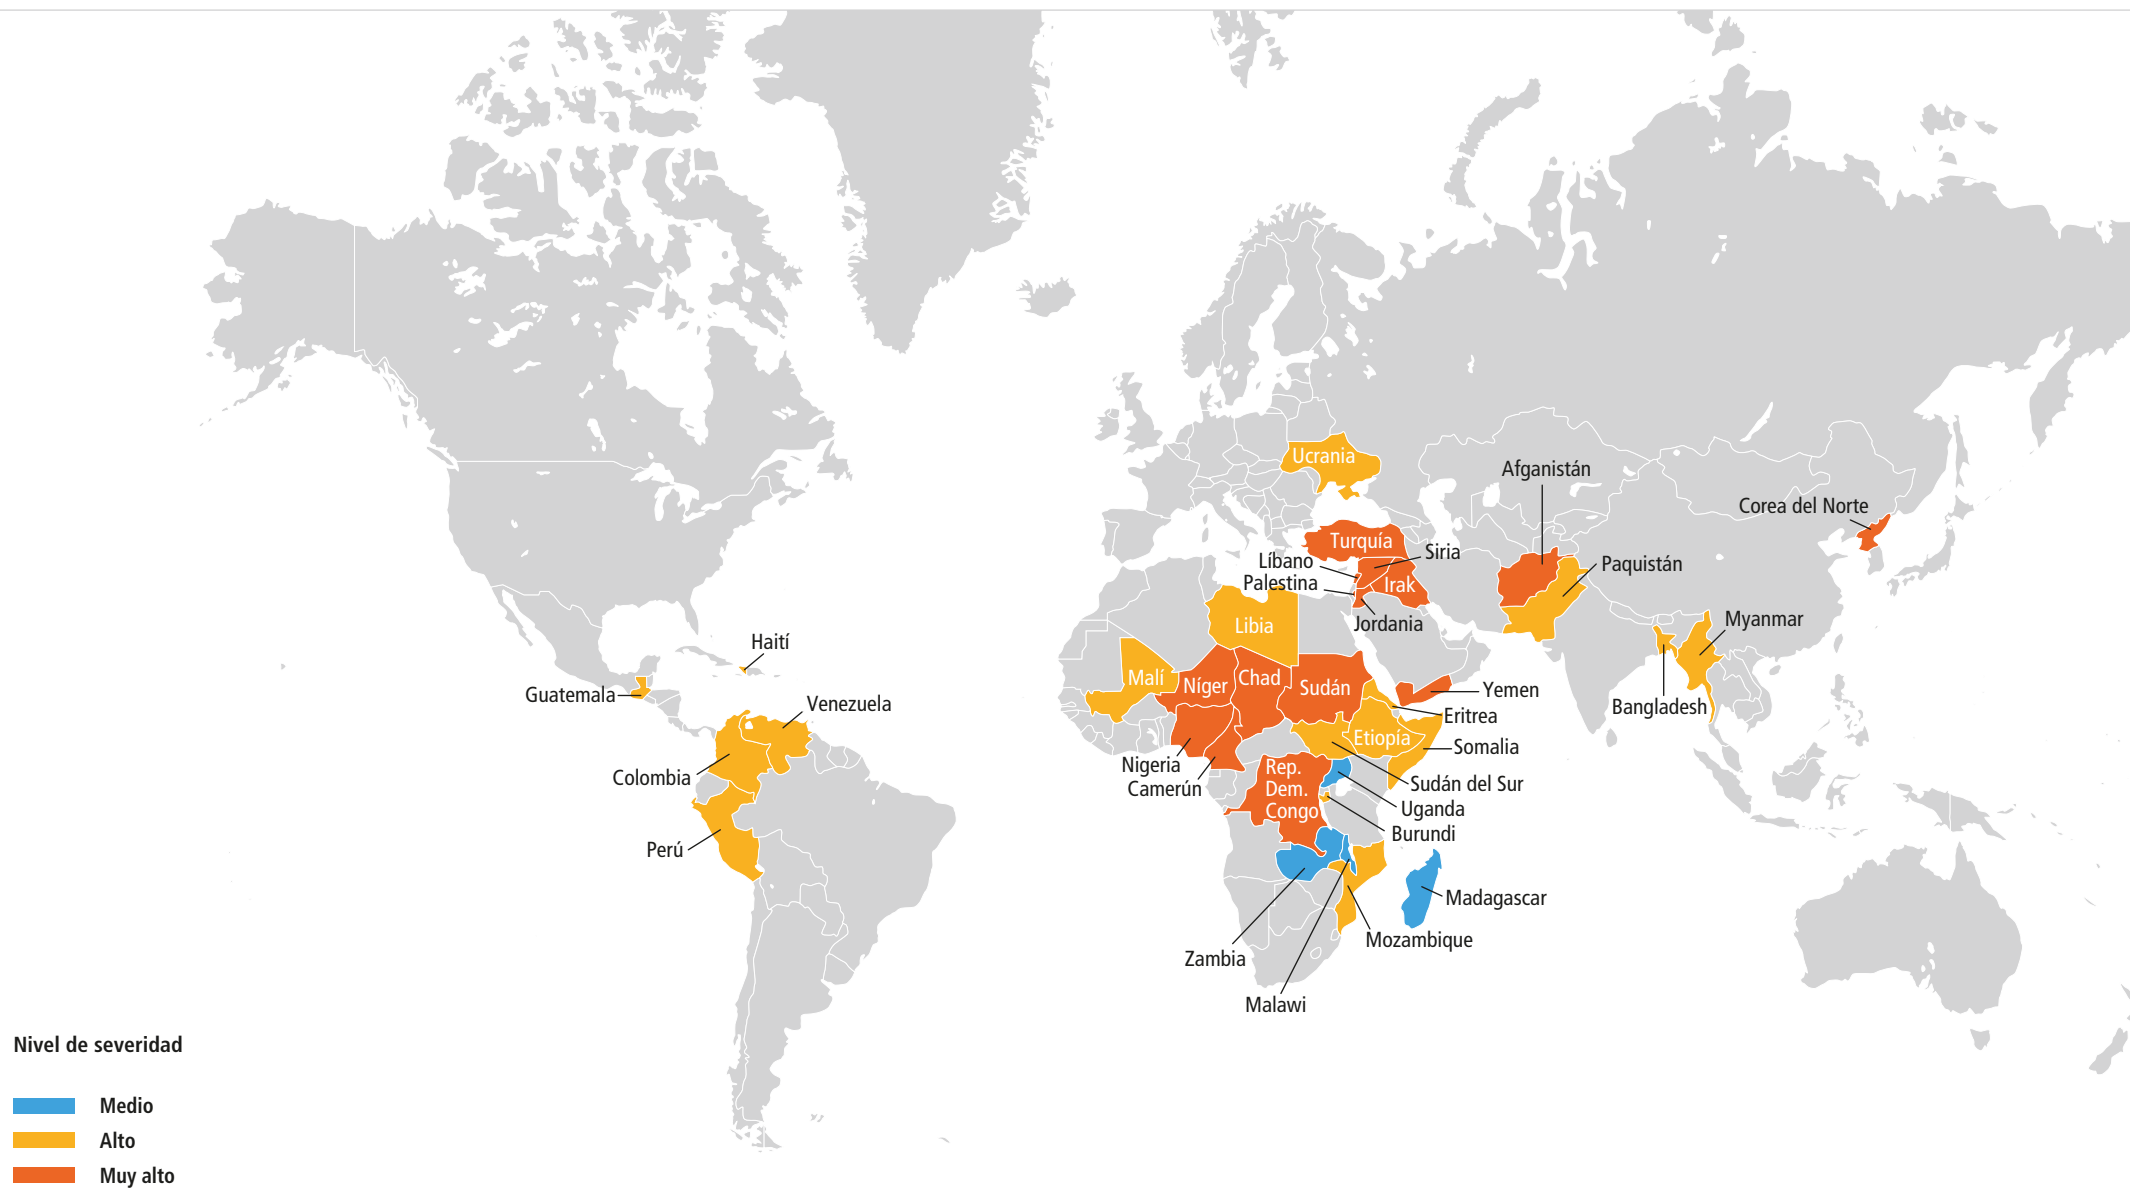 Ucrania
Afganistán
Corea del Norte
Turquía
Siria
Líbano
Paquistán
Palestina
Irak
Jordania
Myanmar
Libia
Haití
Malí
Níger
Chad
Sudán
Guatemala
Yemen
Venezuela
Bangladesh
Eritrea
Etiopía
Somalia
Nigeria
Rep.
Dem.
Congo
Colombia
Camerún
Sudán del Sur
Uganda
Burundi
Perú
Madagascar
Mozambique
Zambia
Malawi
Nivel de severidad
Medio
Alto
Muy alto